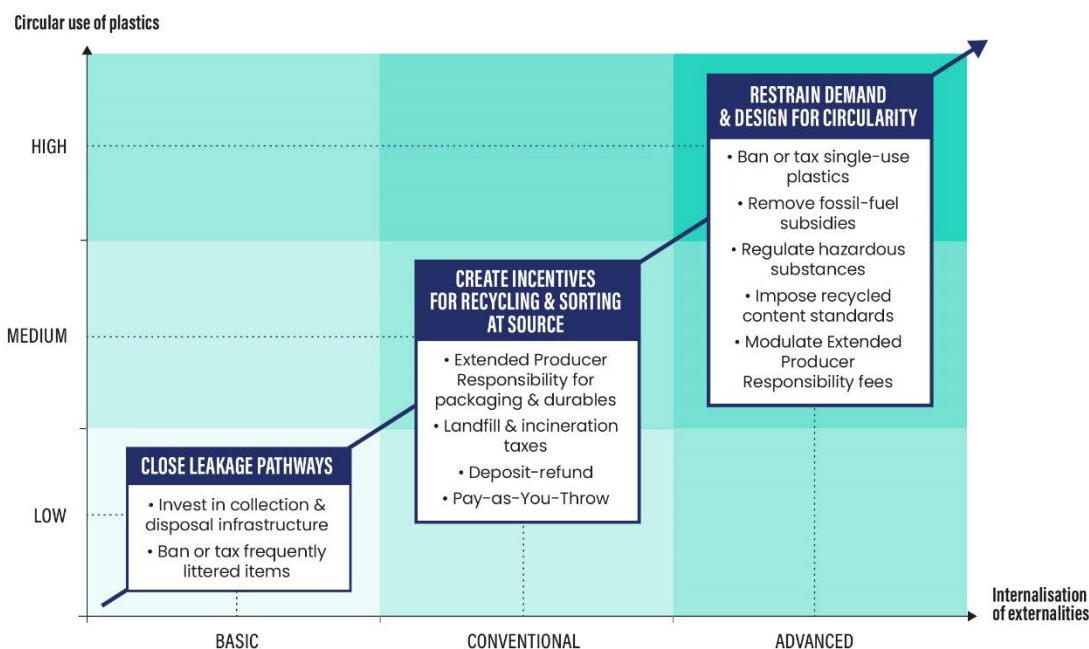 Circular use of plastics
HIGH
MEDIUM
LOW
RESTRAIN DEMAND
& DESIGN FOR CIRCULARITY
• Ban or tax single-use
plastics
• Remove fossil-fuel
subsidies
• Regulate hazardous
substances
• Impose recycled
content standards
• Modulate Extended
Producer
Responsibility fees
CREATE INCENTIVES
FOR RECYCLING & SORTING
AT SOURCE
• Extended Producer
Responsibility for
packaging & durables
• Landfill & incineration
taxes
• Deposit-refund
• Pay-as-You-Throw
CLOSE LEAKAGE PATHWAYS
• Invest in collection &
disposal infrastructure
• Ban or tax frequently
littered items
Internalisation
of externalities
BASIC
CONVENTIONAL
ADVANCED